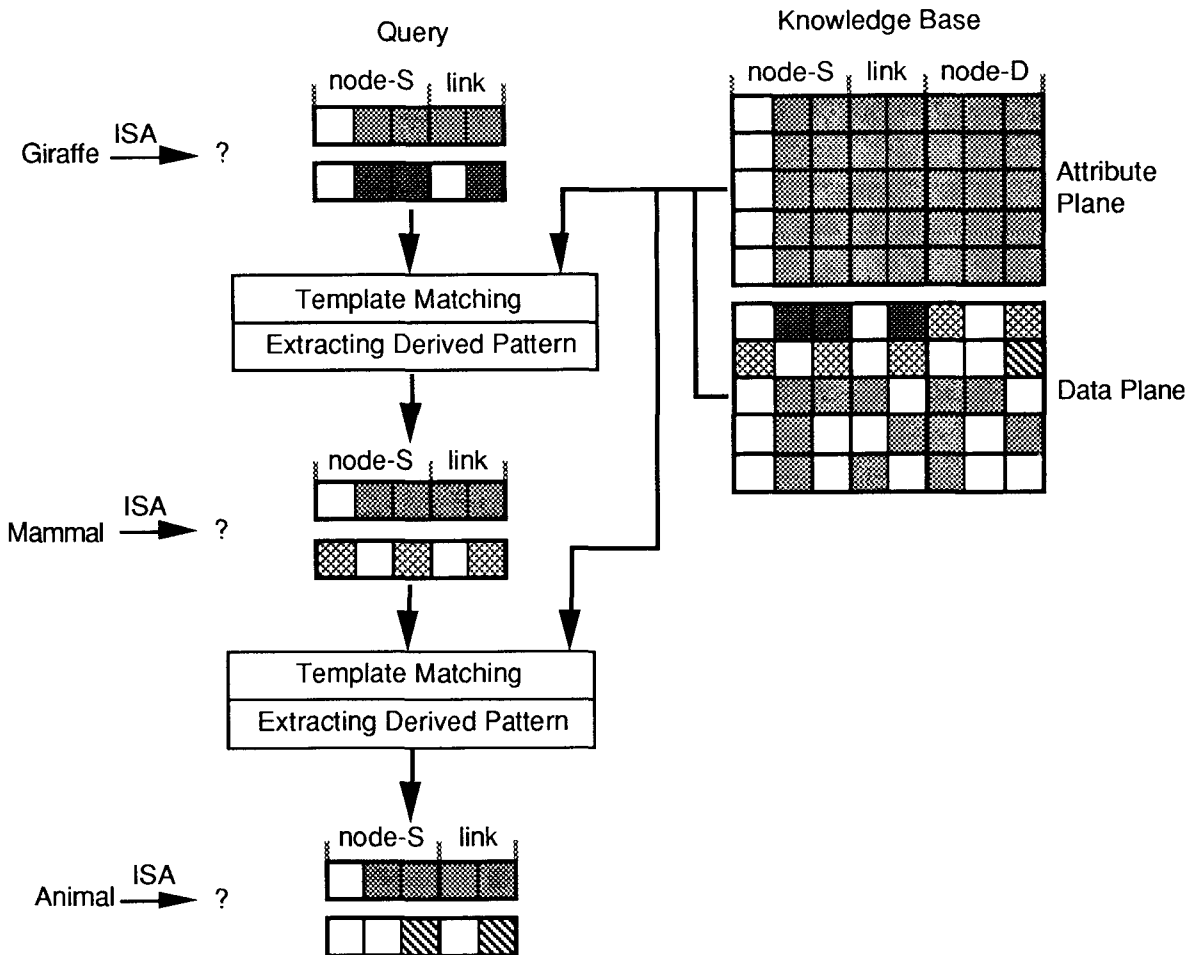 Query
Knowledge Base
node-S link
node-S link node-D
ISA
Giraffe ?
Attribute
Plane
Template Matching
Extracting Derived Pattern
Data Plane
node-S link
ISA
Mammal ?
Template Matching
Extracting Derived Pattern
node-S link
ISA
Animal ?